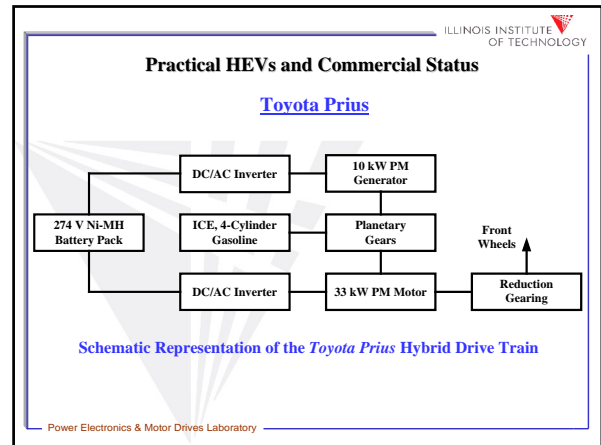 ILLINOIS INSTITUTE
OF TECHNOLOGY
Practical HEVs and Commercial Status
Toyota Prius
DC/AC Inverter
10 kW PM
Generator
274 V Ni-MH
Battery Pack
ICE, 4-Cylinder
Gasoline
Planetary
Gears
Front
Wheels
DC/AC Inverter
33 kW PM Motor
Reduction
Gearing
Schematic Representation of the Toyota Prius Hybrid Drive Train
Power Electronics & Motor Drives Laboratory